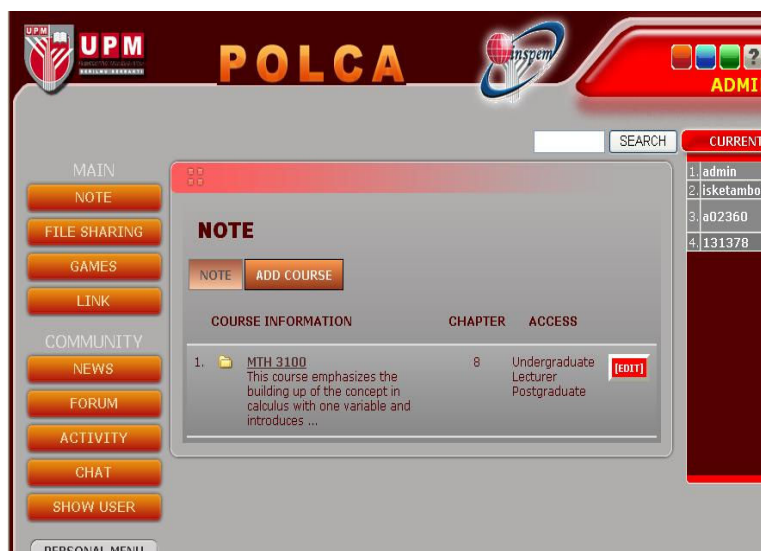 UPM
UPM
BERILMU BERBAKTI
POLCA
inspem
?
ADMI
SEARCH
CURRENT
MAIN
NOTE
FILE SHARING
GAMES
LINK
COMMUNITY
NEWS
FORUM
ACTIVITY
CHAT
SHOW USER
PERSONAL MENU
NOTE
NOTE ADD COURSE
COURSE INFORMATION CHAPTER ACCESS
1. MTH 3100 8 Undergraduate [EDIT]
This course emphasizes the Lecturer
building up of the concept in Postgraduate
calculus with one variable and
introduces ...
1. admin
2. isketambo
3. a02360
4. 131378